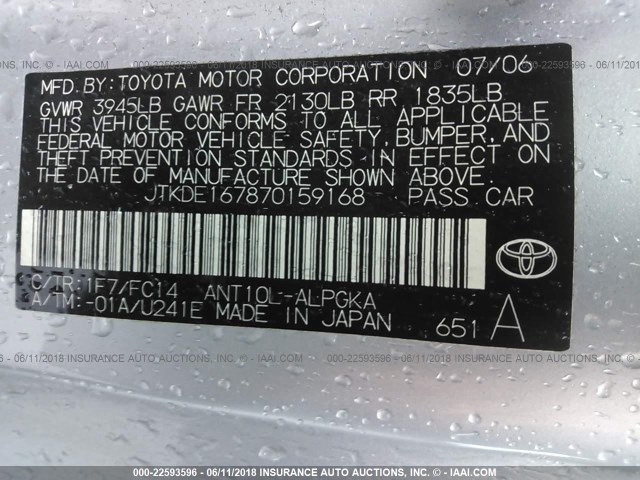 © IAAI.COM
MFD.BY:TOYOTA MOTOR CORPORATION 07/06
GVWR 3945LB GAWR FR 2130LB RR 1835LB
THIS VEHICLE CONFORMS TO ALL APPLICABLE
FEDERAL MOTOR VEHICLE SAFETY, BUMPER, AND
THEFT PREVENTION STANDARDS IN EFFECT ON
THE DATE OF MANUFACTURE SHOWN ABOVE.
JTKDE167870159168 PASS.CAR
C/TR:1F7/FC14 ANT10L-ALPGKA
A/TM:-01A/U241E MADE IN JAPAN 651 A
000-22593596 - 06/11/2018 INSURANCE AUTO AUCTIONS - © IAAI.COM